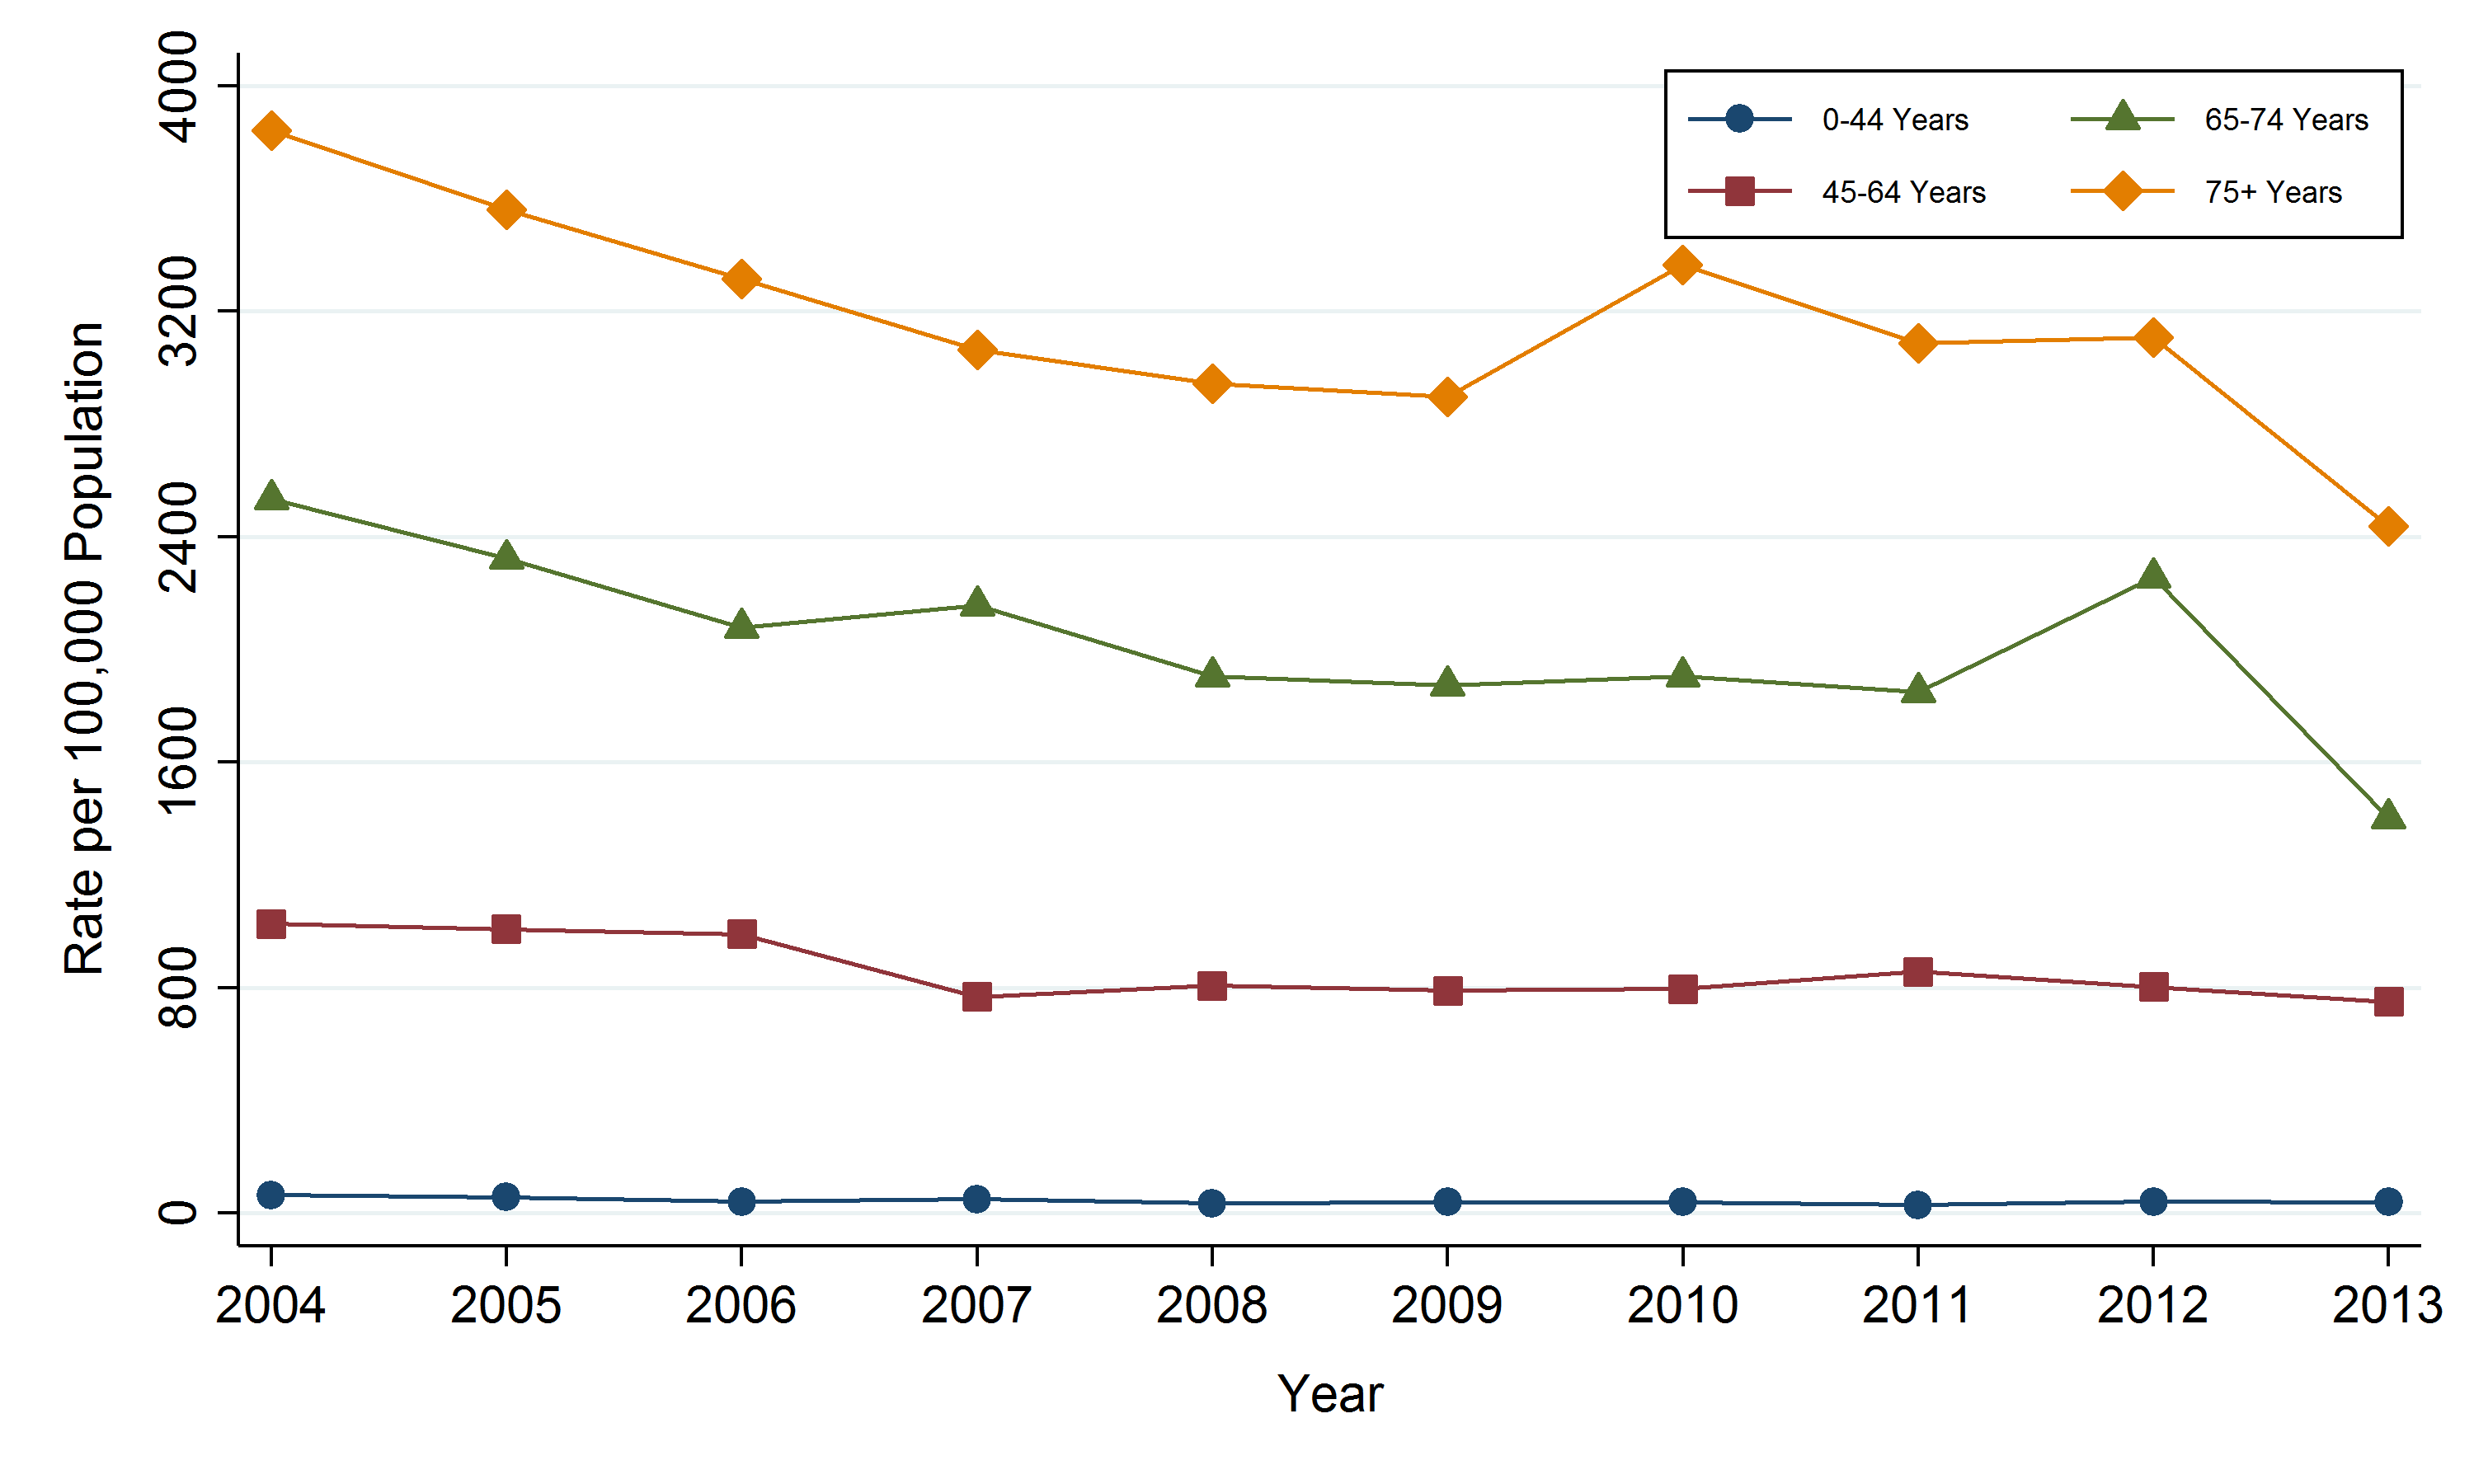 4000
3200
2400
1600
800
0
Rate per 100,000 Population
0-44 Years
65-74 Years
45-64 Years
75+ Years
2004 2005 2006 2007 2008 2009 2010 2011 2012 2013
Year